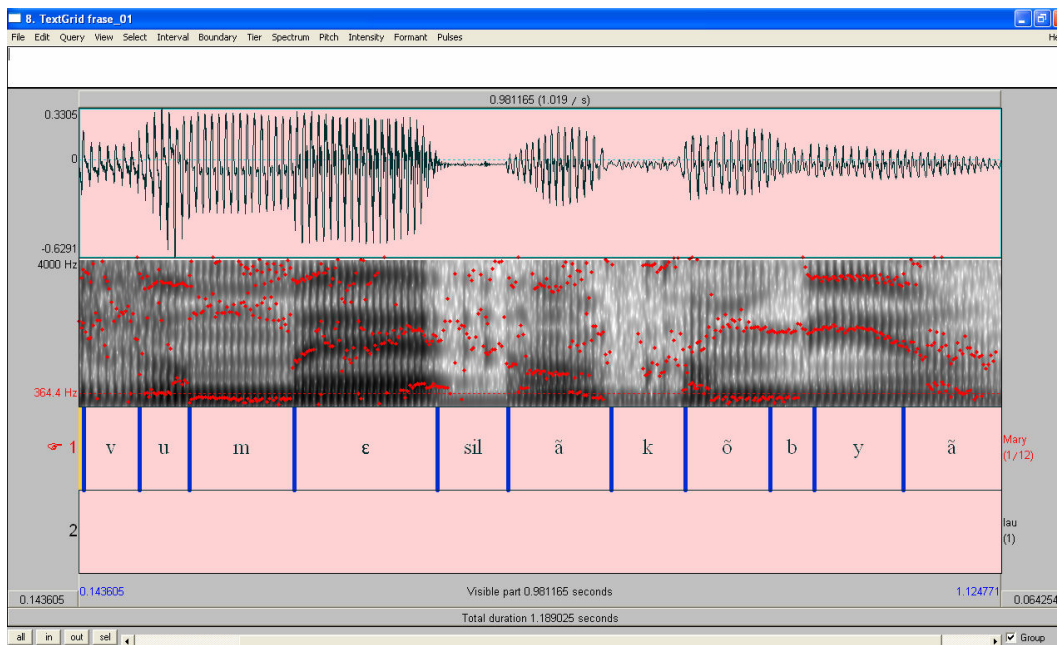 8. TextGrid frase_01
File Edit Query View Select Interval Boundary Tier Spectrum Pitch Intensity Formant Pulses He
0.981165 (1.019 / s)
0.3305
0
-0.6291
4000 Hz
364.4 Hz
☞ 1 v u m ɛ sil ã k õ b y ã Mary
(1/12)
2 lau
(1)
0.143605 0.143605 Visible part 0.981165 seconds 1.124771 0.064254
Total duration 1.189025 seconds
all in out sel Group